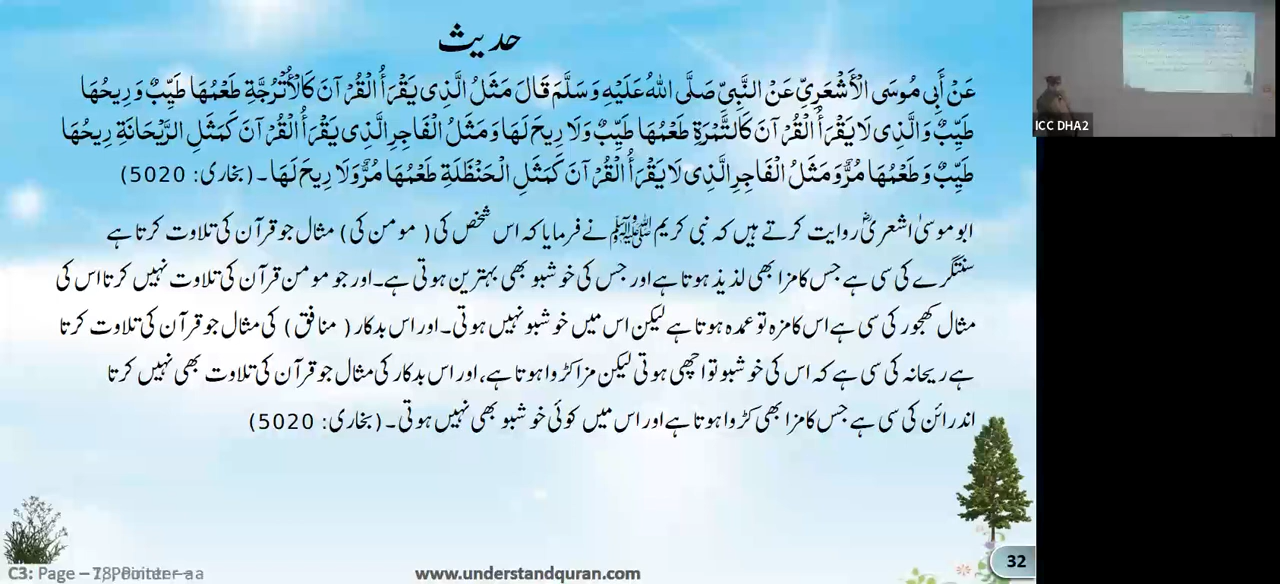 حدیث
عَنْ أَبِي مُوسَى الْأَشْعَرِيِّ عَنْ النَّبِيِّ صَلَّى اللهُ عَلَيْهِ وَسَلَّمَ قَالَ مَثَلُ الَّذِي يَقْرَأُ الْقُرْآنَ كَالْأُتْرُجَّةِ طَعْمُهَا طَيِّبٌ وَرِيحُهَا
طَيِّبٌ وَالَّذِي لَا يَقْرَأُ الْقُرْآنَ كَالتَّمْرَةِ طَعْمُهَا طَيِّبٌ وَلَا رِيحَ لَهَا وَمَثَلُ الْفَاجِرِ الَّذِي يَقْرَأُ الْقُرْآنَ كَمَثَلِ الرَّيْحَانَةِ رِيحُهَا
طَيِّبٌ وَطَعْمُهَا مُرٌّ وَمَثَلُ الْفَاجِرِ الَّذِي لَا يَقْرَأُ الْقُرْآنَ كَمَثَلِ الْحَنْظَلَةِ طَعْمُهَا مُرٌّ وَلَا رِيحَ لَهَا۔ (بخاری: 5020)
ابو موسیٰ اشعریؓ روایت کرتے ہیں کہ نبی کریم ﷺ نے فرمایا کہ اس شخص کی (مومن کی) مثال جو قرآن کی تلاوت کرتا ہے
سنتگرے کی سی ہے جس کا مزا بھی لذیذ ہوتا ہے اور جس کی خوشبو بھی بہترین ہوتی ہے۔ اور جو مومن قرآن کی تلاوت نہیں کرتا اس کی
مثال کھجور کی سی ہے اس کا مزہ تو عمدہ ہوتا ہے لیکن اس میں خوشبو نہیں ہوتی۔ اور اس بدکار (منافق) کی مثال جو قرآن کی تلاوت کرتا
ہے ریحانہ کی سی ہے کہ اس کی خوشبو تو اچھی ہوتی لیکن مزا کڑوا ہوتا ہے، اور اس بدکار کی مثال جو قرآن کی تلاوت بھی نہیں کرتا
اندرائن کی سی ہے جس کا مزا بھی کڑوا ہوتا ہے اور اس میں کوئی خوشبو بھی نہیں ہوتی۔ (بخاری: 5020)
ICC DHA2
C3: Page –
www.understandquran.com
32